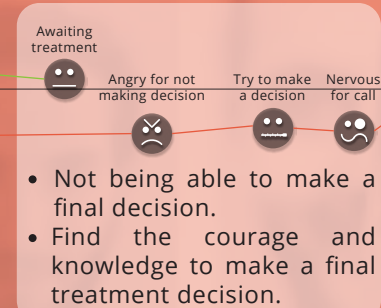 Awaiting
treatment
Angry for not
making decision
Try to make
a decision
Nervous
for call
• Not being able to make a
final decision.
• Find the courage and
knowledge to make a final
treatment decision.